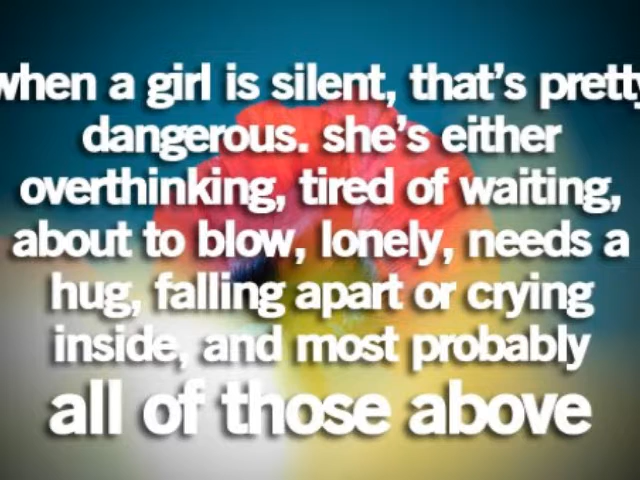 when a girl is silent, that's pretty
dangerous. she's either
overthinking, tired of waiting,
about to blow, lonely, needs a
hug, falling apart or crying
inside, and most probably
all of those above